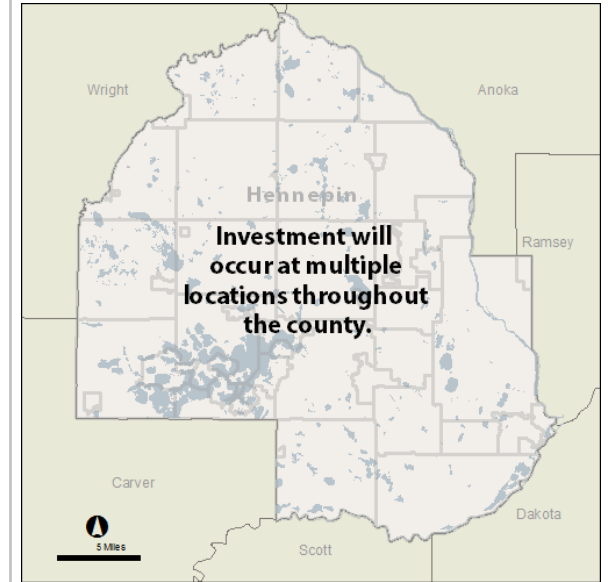 Wright
Anoka
Hennepin
Investment will
occur at multiple
locations throughout
the county.
Ramsey
Carver
Dakota
5 Miles
Scott